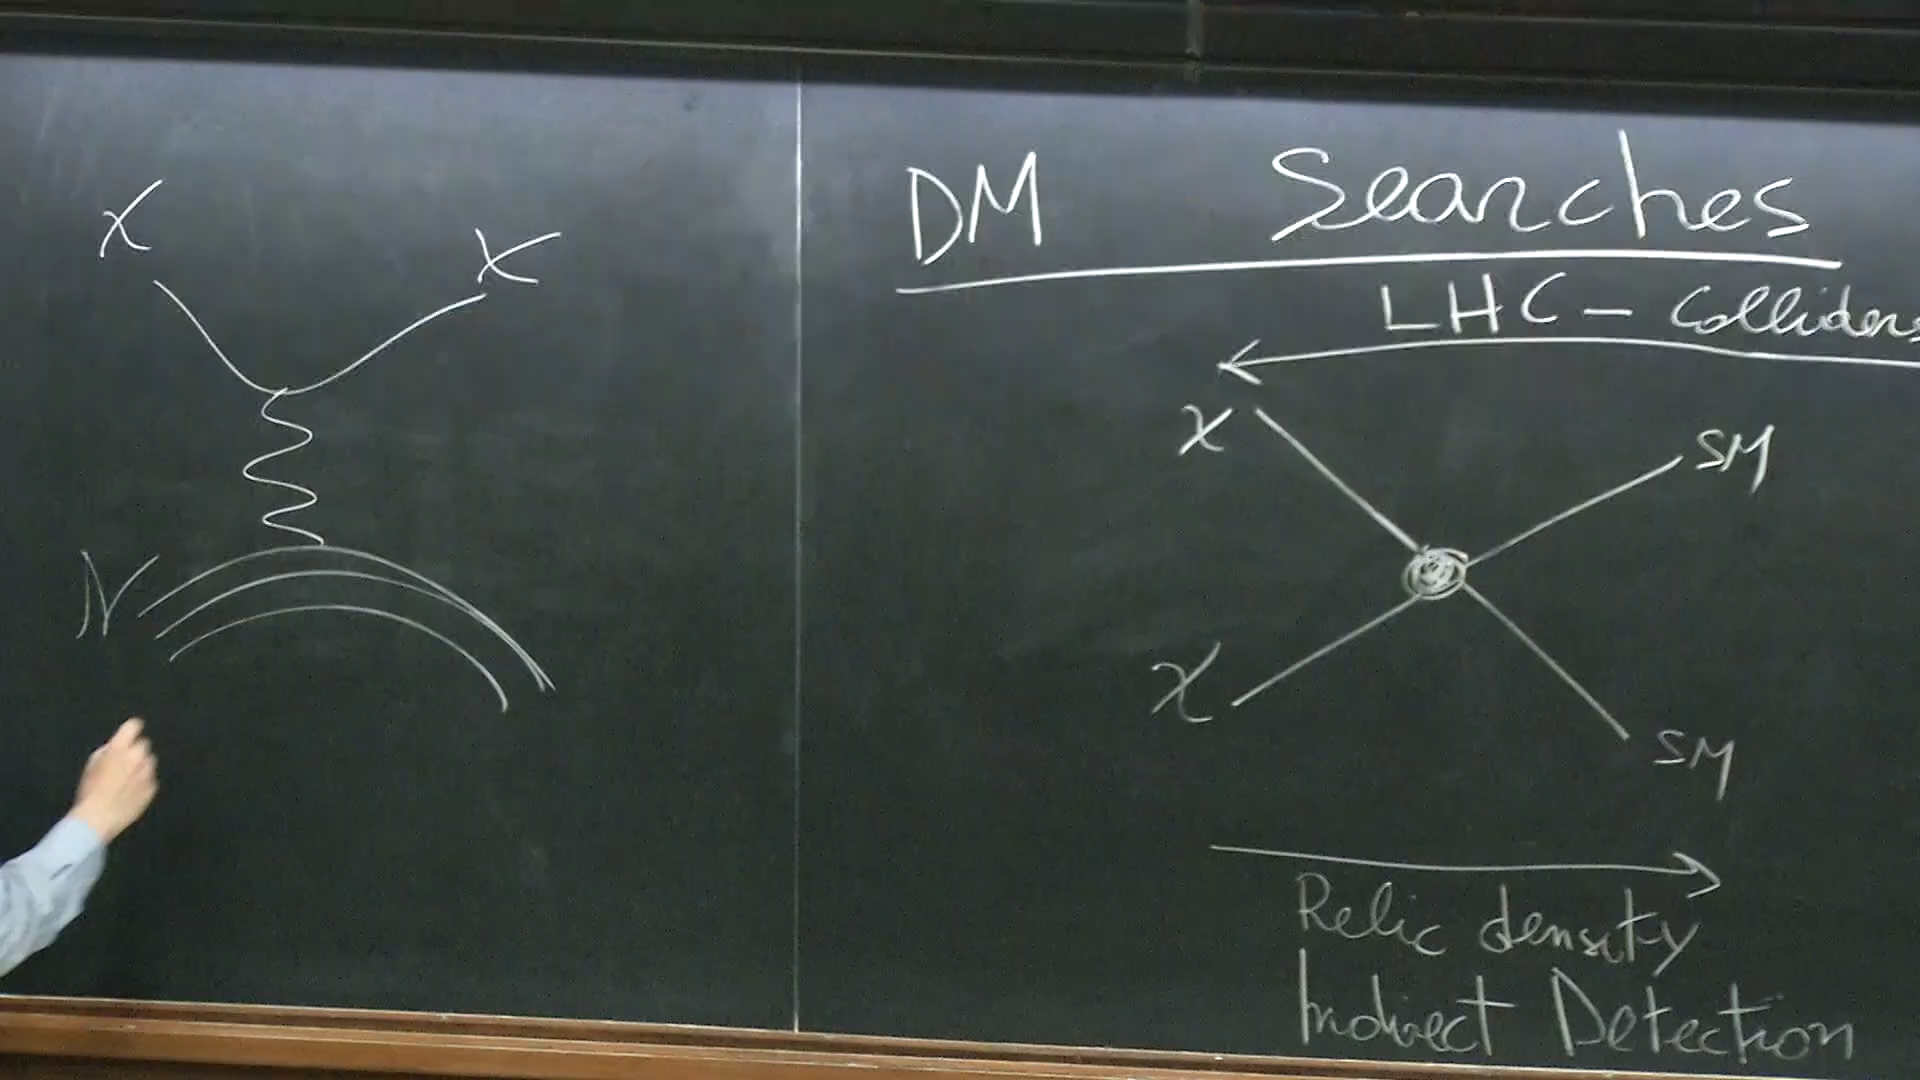 χ
χ
N
DM Searches
LHC – Colliders
χ
SM
χ
SM
Relic density
Indirect Detection